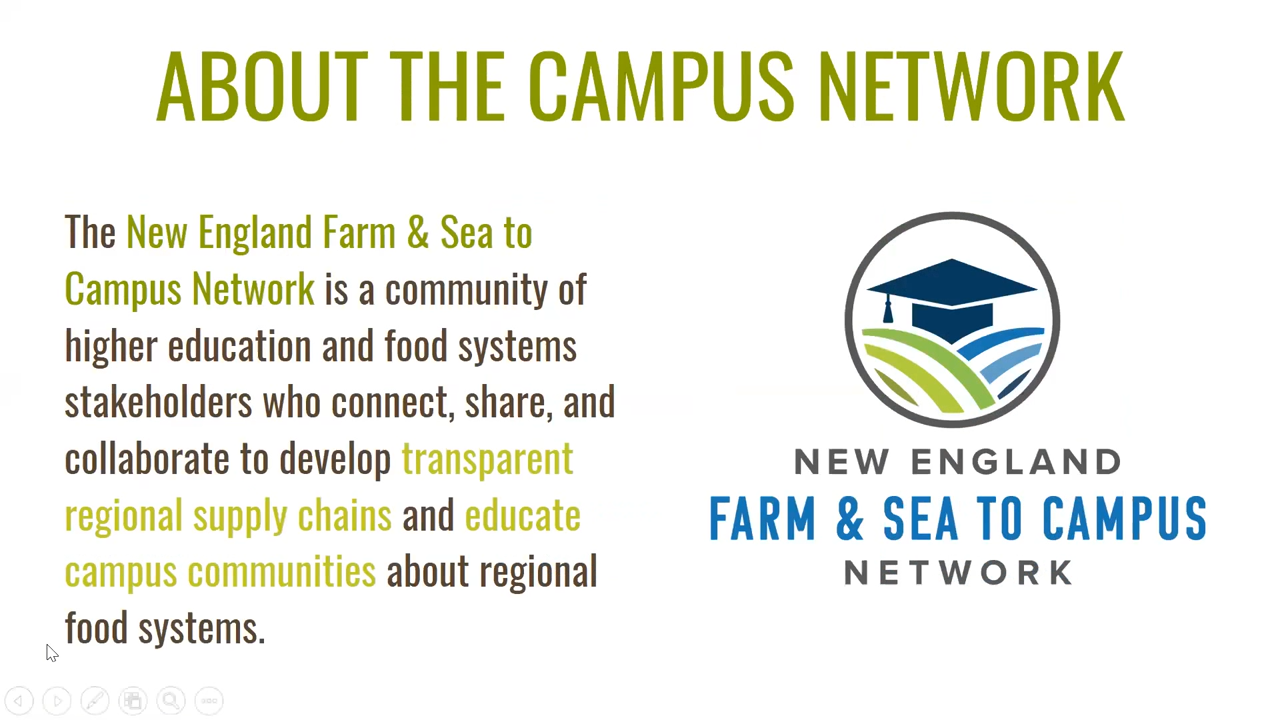 ABOUT THE CAMPUS NETWORK
The New England Farm & Sea to
Campus Network is a community of
higher education and food systems
stakeholders who connect, share, and
collaborate to develop transparent
regional supply chains and educate
campus communities about regional
food systems.
NEW ENGLAND
FARM & SEA TO CAMPUS
NETWORK